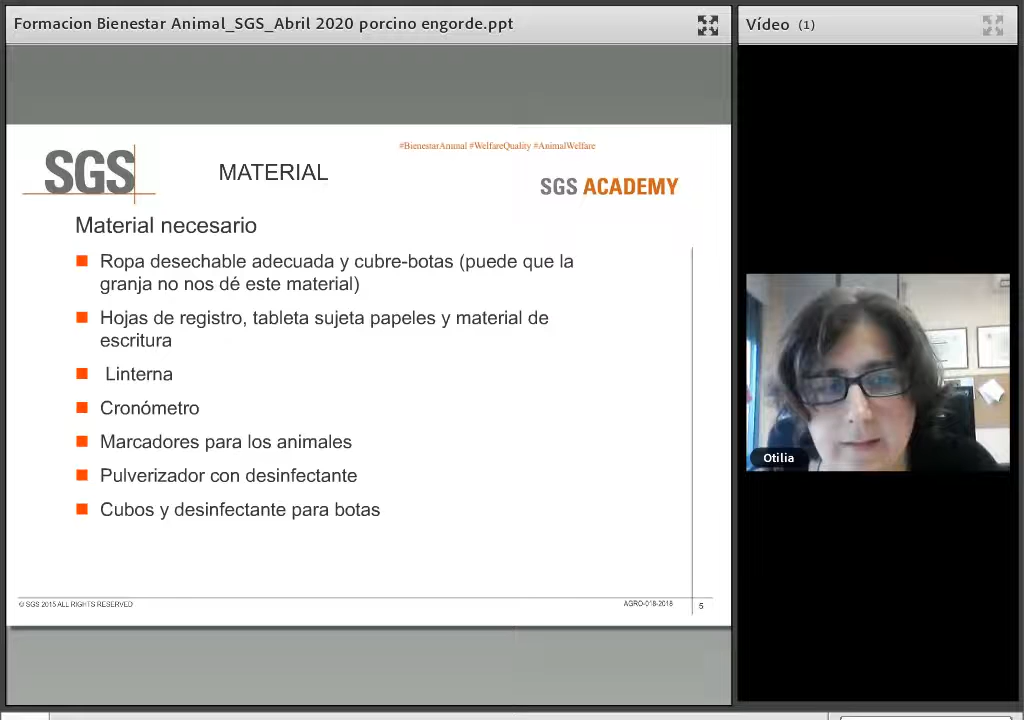 Formacion Bienestar Animal_SGS_Abril 2020 porcino engorde.ppt
Vídeo (1)
#BienestarAnimal #WelfareQuality #AnimalWelfare
SGS
MATERIAL
SGS ACADEMY
Material necesario
Ropa desechable adecuada y cubre-botas (puede que la
granja no nos dé este material)
Hojas de registro, tableta sujeta papeles y material de
escritura
Linterna
Cronómetro
Marcadores para los animales
Pulverizador con desinfectante
Cubos y desinfectante para botas
© SGS 2015 ALL RIGHTS RESERVED
AGRO-018-2018
5
Otilia